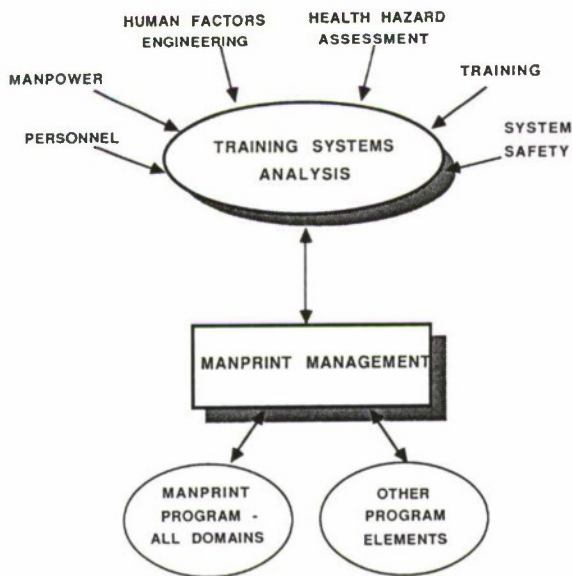 HUMAN FACTORS
ENGINEERING
HEALTH HAZARD
ASSESSMENT
MANPOWER
TRAINING
PERSONNEL
SYSTEM
SAFETY
TRAINING SYSTEMS
ANALYSIS
MANPRINT MANAGEMENT
MANPRINT
PROGRAM -
ALL DOMAINS
OTHER
PROGRAM
ELEMENTS